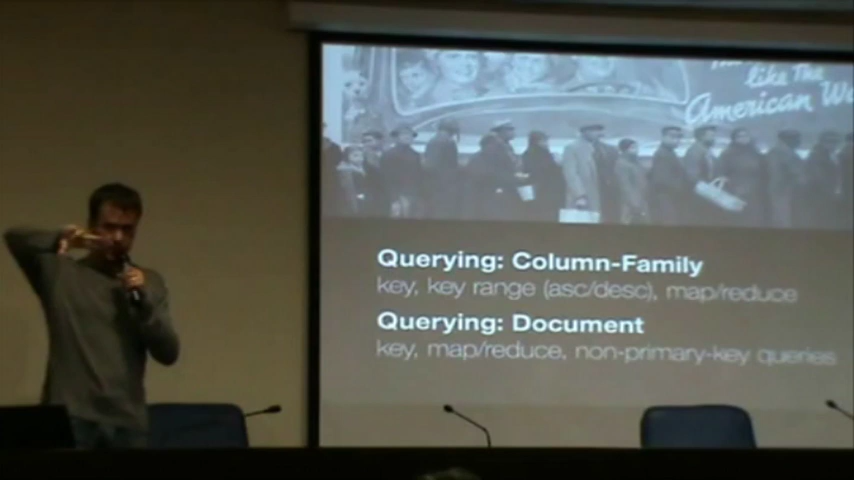 like The
American
Querying: Column-Family
key, key range (asc/desc), map/reduce
Querying: Document
key, map/reduce, non-primary-key queries